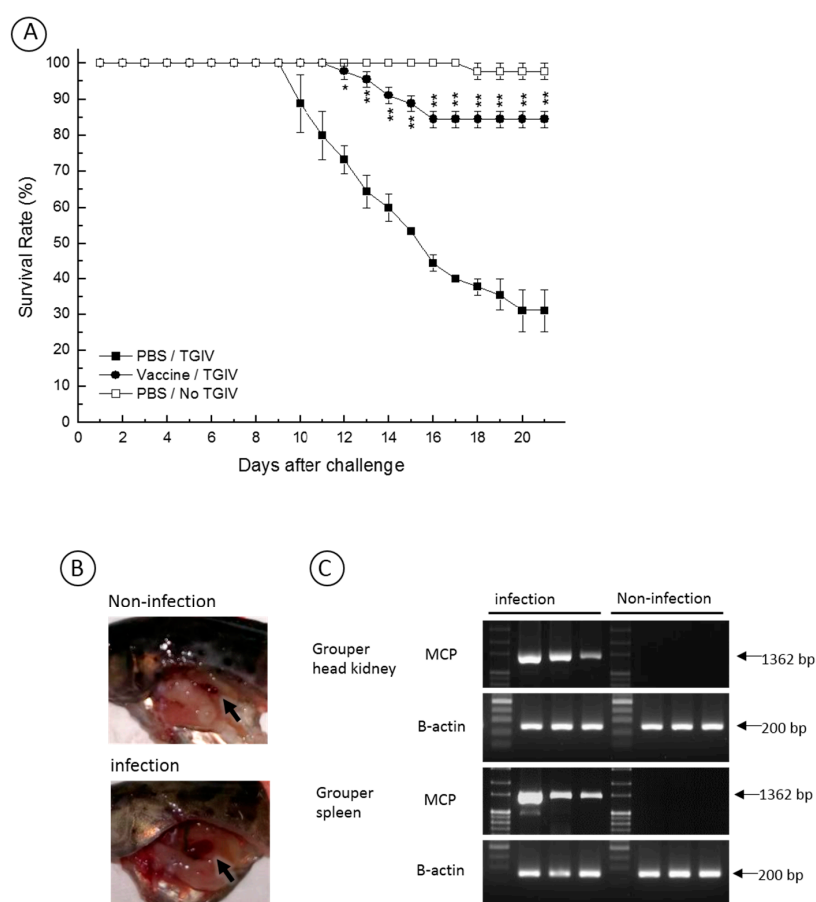 A
100
90
80
70
60
50
40
30
20
10
0
Survival Rate (%)
* ** ** ** ** ** ** ** ** **
PBS / TGIV
Vaccine / TGIV
PBS / No TGIV
0 2 4 6 8 10 12 14 16 18 20
Days after challenge
B
Non-infection
infection
C
infection Non-infection
Grouper
head kidney
MCP
1362 bp
B-actin
200 bp
Grouper
spleen
MCP
1362 bp
B-actin
200 bp